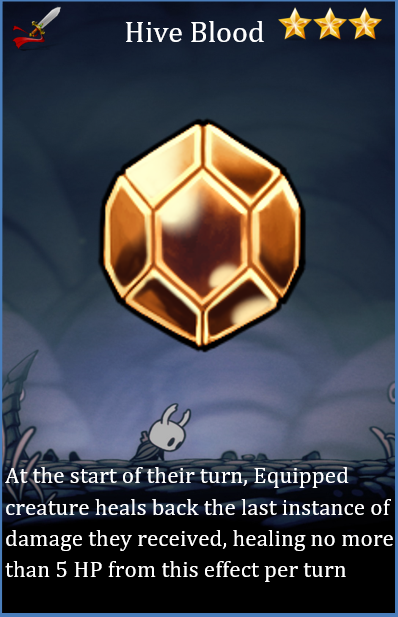 Hive Blood
At the start of their turn, Equipped
creature heals back the last instance of
damage they received, healing no more
than 5 HP from this effect per turn